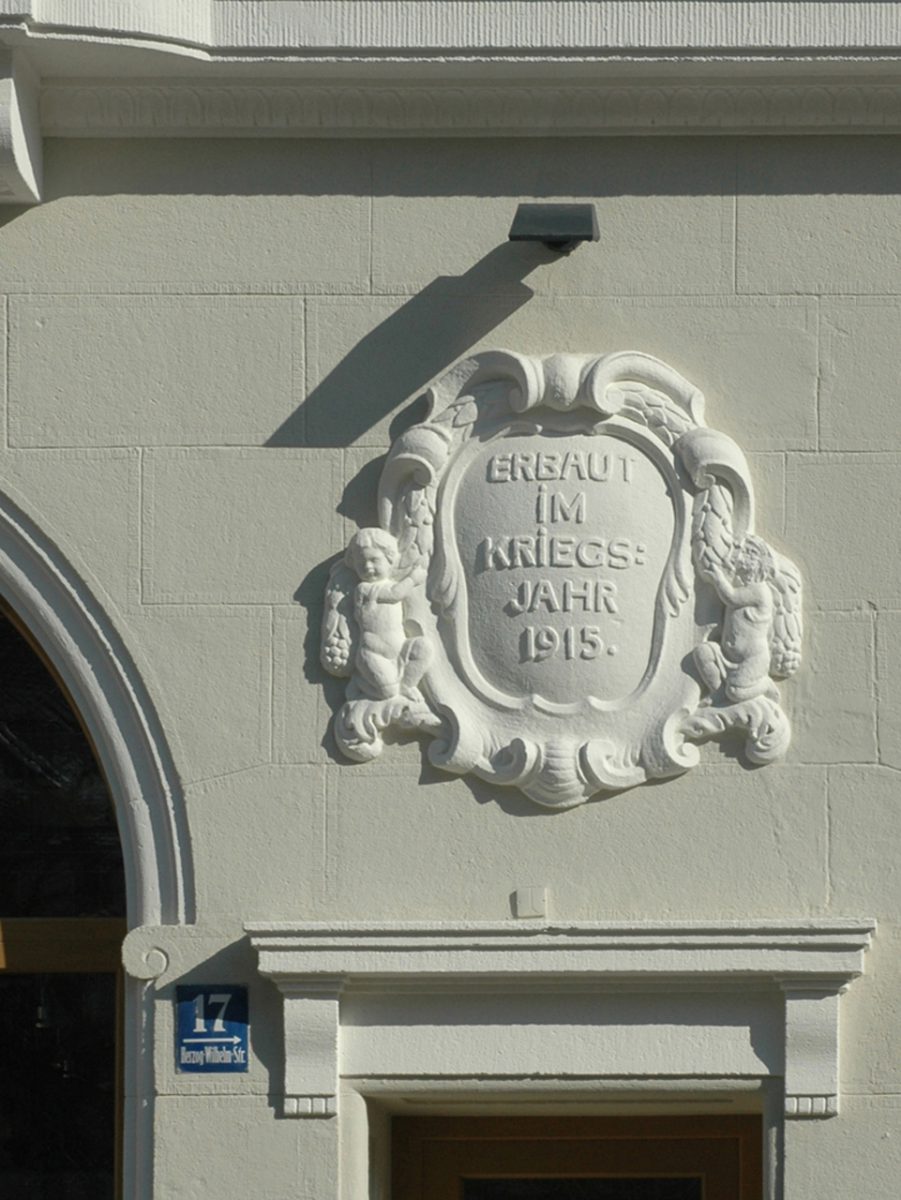 ERBAUT
IM
KRIEGS:
JAHR
1915.
17
Herzog-Wilhelm-Str.